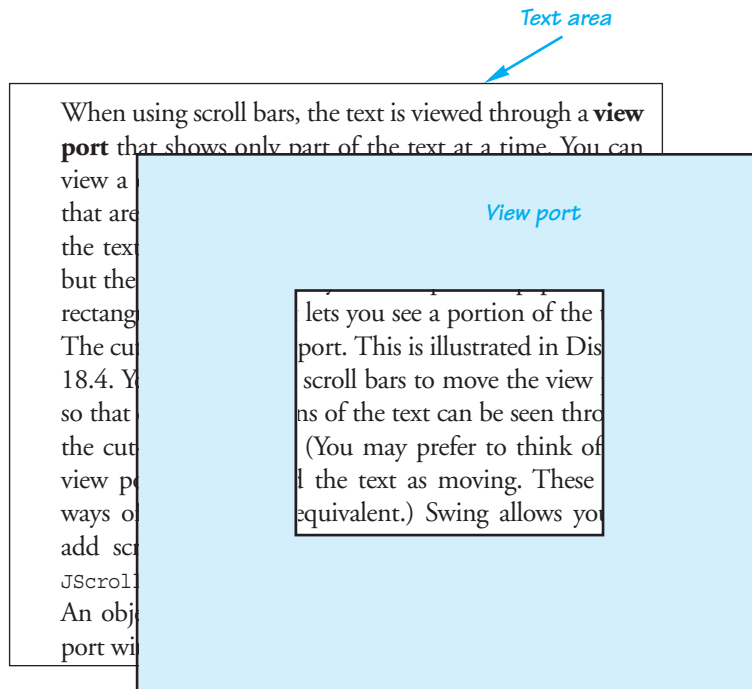 Text area
When using scroll bars, the text is viewed through a view
port that shows only part of the text at a time. You can
view a
that are View port
the text
but the
rectang lets you see a portion of the
The cu port. This is illustrated in Dis
18.4. Y scroll bars to move the view
so that ns of the text can be seen thro
the cut (You may prefer to think of
view po the text as moving. These
ways of equivalent.) Swing allows you
add scr
JScroll
An obje
port wi